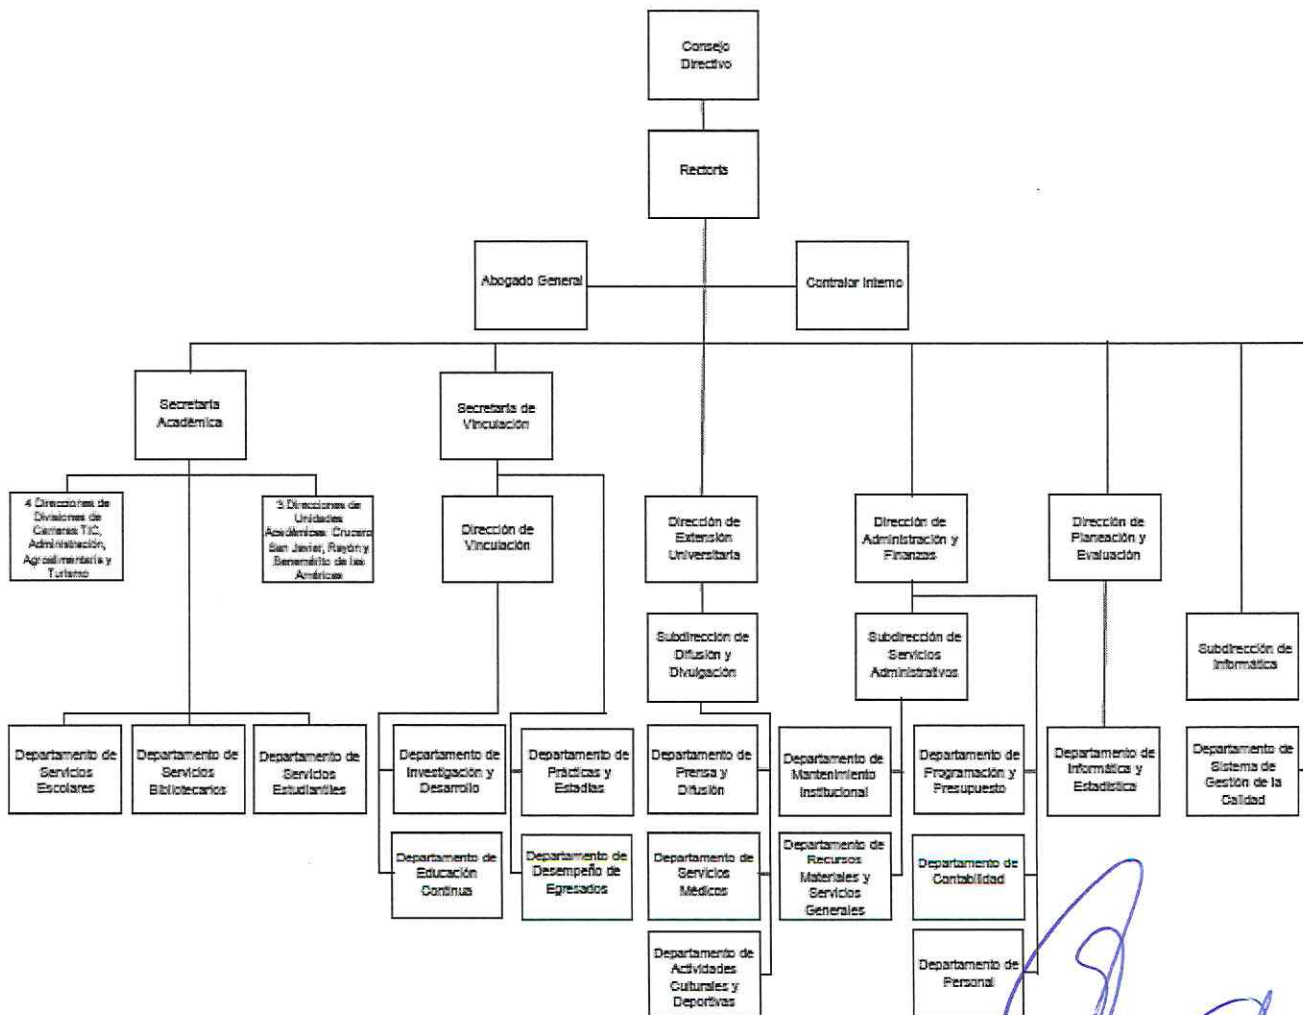 Consejo
Directivo
Rectoría
Abogado General
Contralor Interno
Secretaría
Académica
Secretaría de
Vinculación
4 Direcciones de
Divisiones de
Carreras TIC,
Administración,
Agroalimentaria y
Turismo
3 Direcciones de
Unidades
Académicas: Crucero
San Javier, Rayón y
Benemérito de las
Américas
Dirección de
Vinculación
Dirección de
Extensión
Universitaria
Dirección de
Administración y
Finanzas
Dirección de
Planeación y
Evaluación
Subdirección de
Difusión y
Divulgación
Subdirección de
Servicios
Administrativos
Subdirección de
Informática
Departamento de
Servicios
Escolares
Departamento de
Servicios
Bibliotecarios
Departamento de
Servicios
Estudiantiles
Departamento de
Investigación y
Desarrollo
Departamento de
Prácticas y
Estadías
Departamento de
Prensa y
Difusión
Departamento de
Mantenimiento
Institucional
Departamento de
Programación y
Presupuesto
Departamento de
Informática y
Estadística
Departamento de
Sistema de
Gestión de la
Calidad
Departamento de
Educación
Continua
Departamento de
Desempeño de
Egresados
Departamento de
Servicios
Médicos
Departamento de
Recursos
Materiales y
Servicios
Generales
Departamento de
Contabilidad
Departamento de
Actividades
Culturales y
Deportivas
Departamento de
Personal